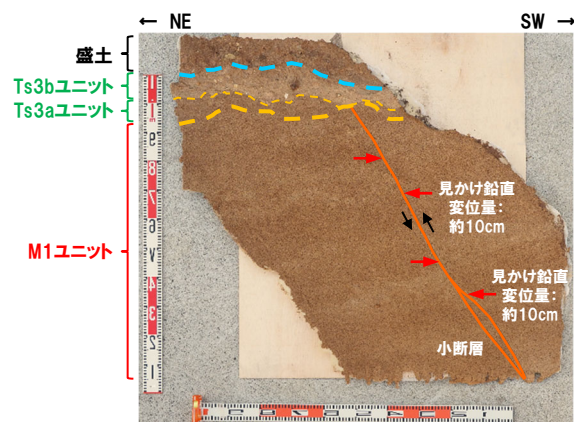 ← NE
SW →
盛土
Ts3bユニット
Ts3aユニット
M1ユニット
見かけ鉛直
変位量:
約10cm
見かけ鉛直
変位量:
約10cm
小断層